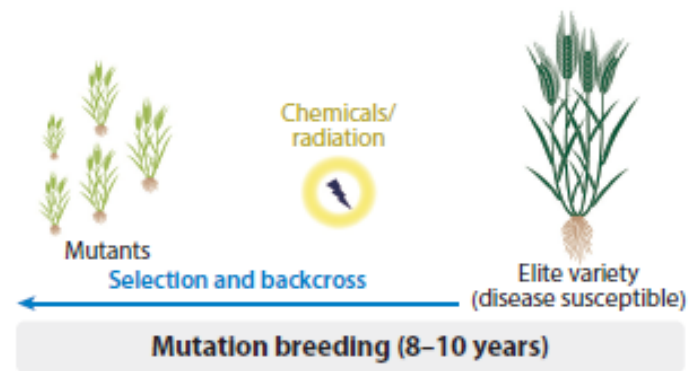 Chemicals/
radiation
Mutants
Selection and backcross
Elite variety
(disease susceptible)
Mutation breeding (8–10 years)